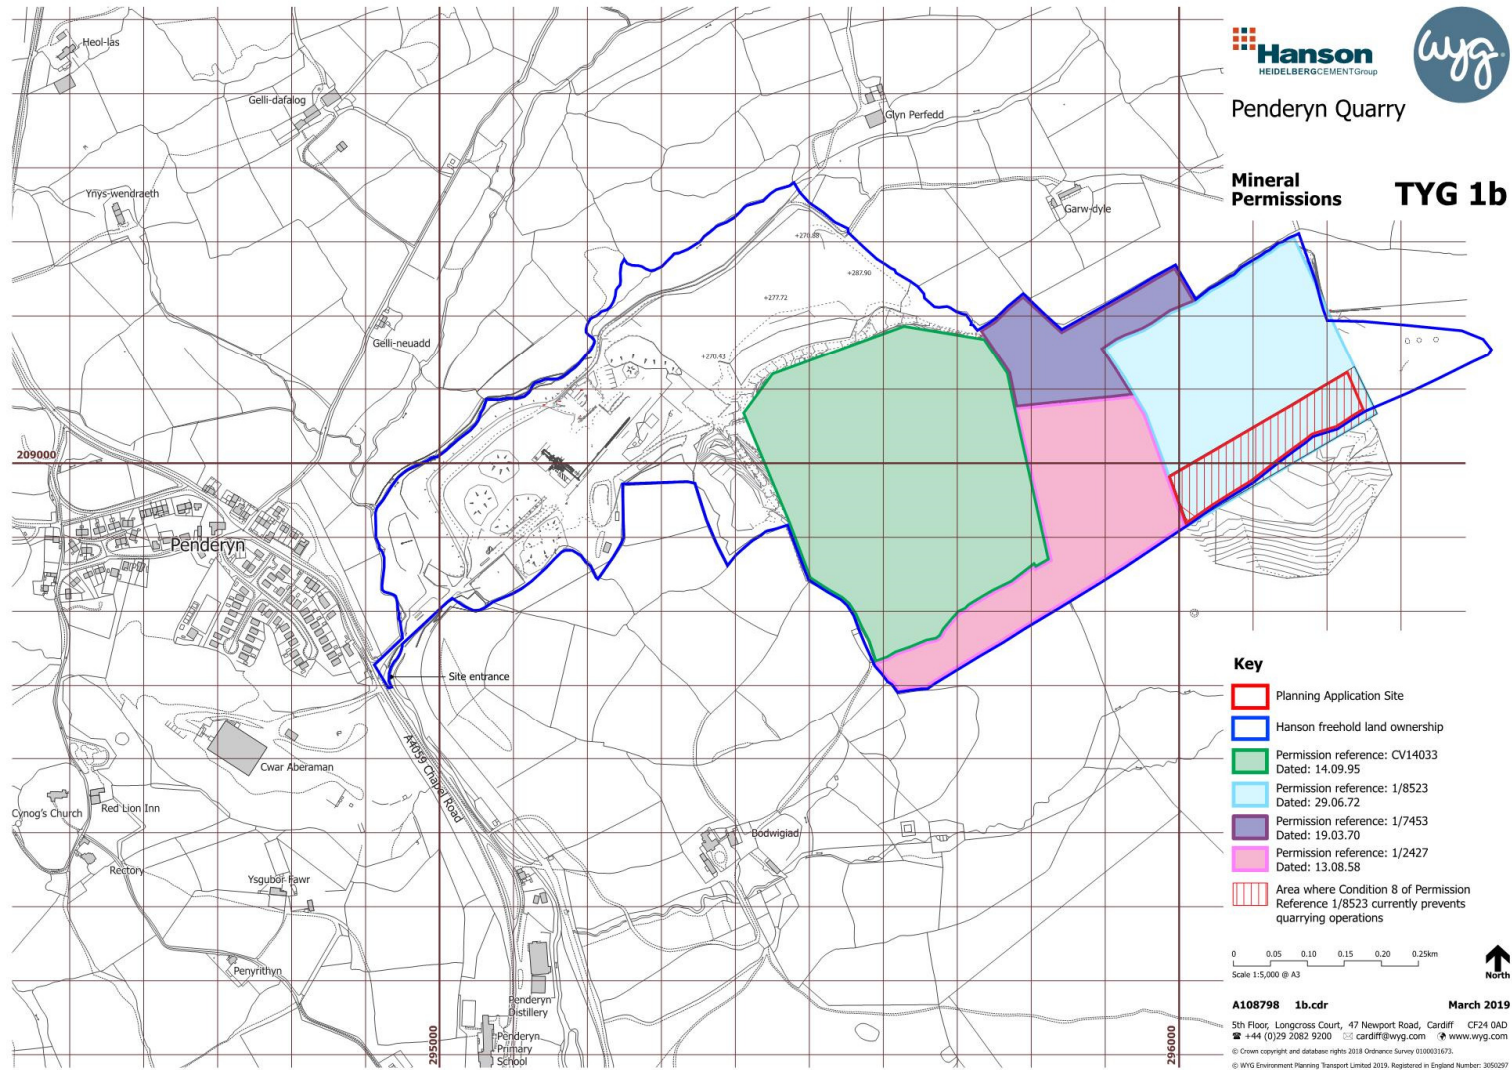 Hanson
HEIDELBERGCEMENTGroup
wyg
Penderyn Quarry
Mineral
Permissions
TYG 1b
Heol-las
Gelli-dafalog
Glyn Perfedd
Ynys-wendraeth
Garw-dyle
+270.88
+287.90
+277.72
Gelli-neuadd
+270.43
209000
Penderyn
Site entrance
A4059 Chapel Road
Cwar Aberaman
Cynog's Church
Red Lion Inn
Bodwigiad
Rectory
Ysgubor Fawr
Penyrithyn
Penderyn
Distillery
Penderyn
Primary
School
295000
296000
Key
Planning Application Site
Hanson freehold land ownership
Permission reference: CV14033
Dated: 14.09.95
Permission reference: 1/8523
Dated: 29.06.72
Permission reference: 1/7453
Dated: 19.03.70
Permission reference: 1/2427
Dated: 13.08.58
Area where Condition 8 of Permission
Reference 1/8523 currently prevents
quarrying operations
0 0.05 0.10 0.15 0.20 0.25km
Scale 1:5,000 @ A3
North
A108798 1b.cdr March 2019
5th Floor, Longcross Court, 47 Newport Road, Cardiff CF24 0AD
☎ +44 (0)29 2082 9200 cardiff@wyg.com www.wyg.com
© Crown copyright and database rights 2018 Ordnance Survey 0100031673.
© WYG Environment Planning Transport Limited 2019. Registered in England Number: 3050297